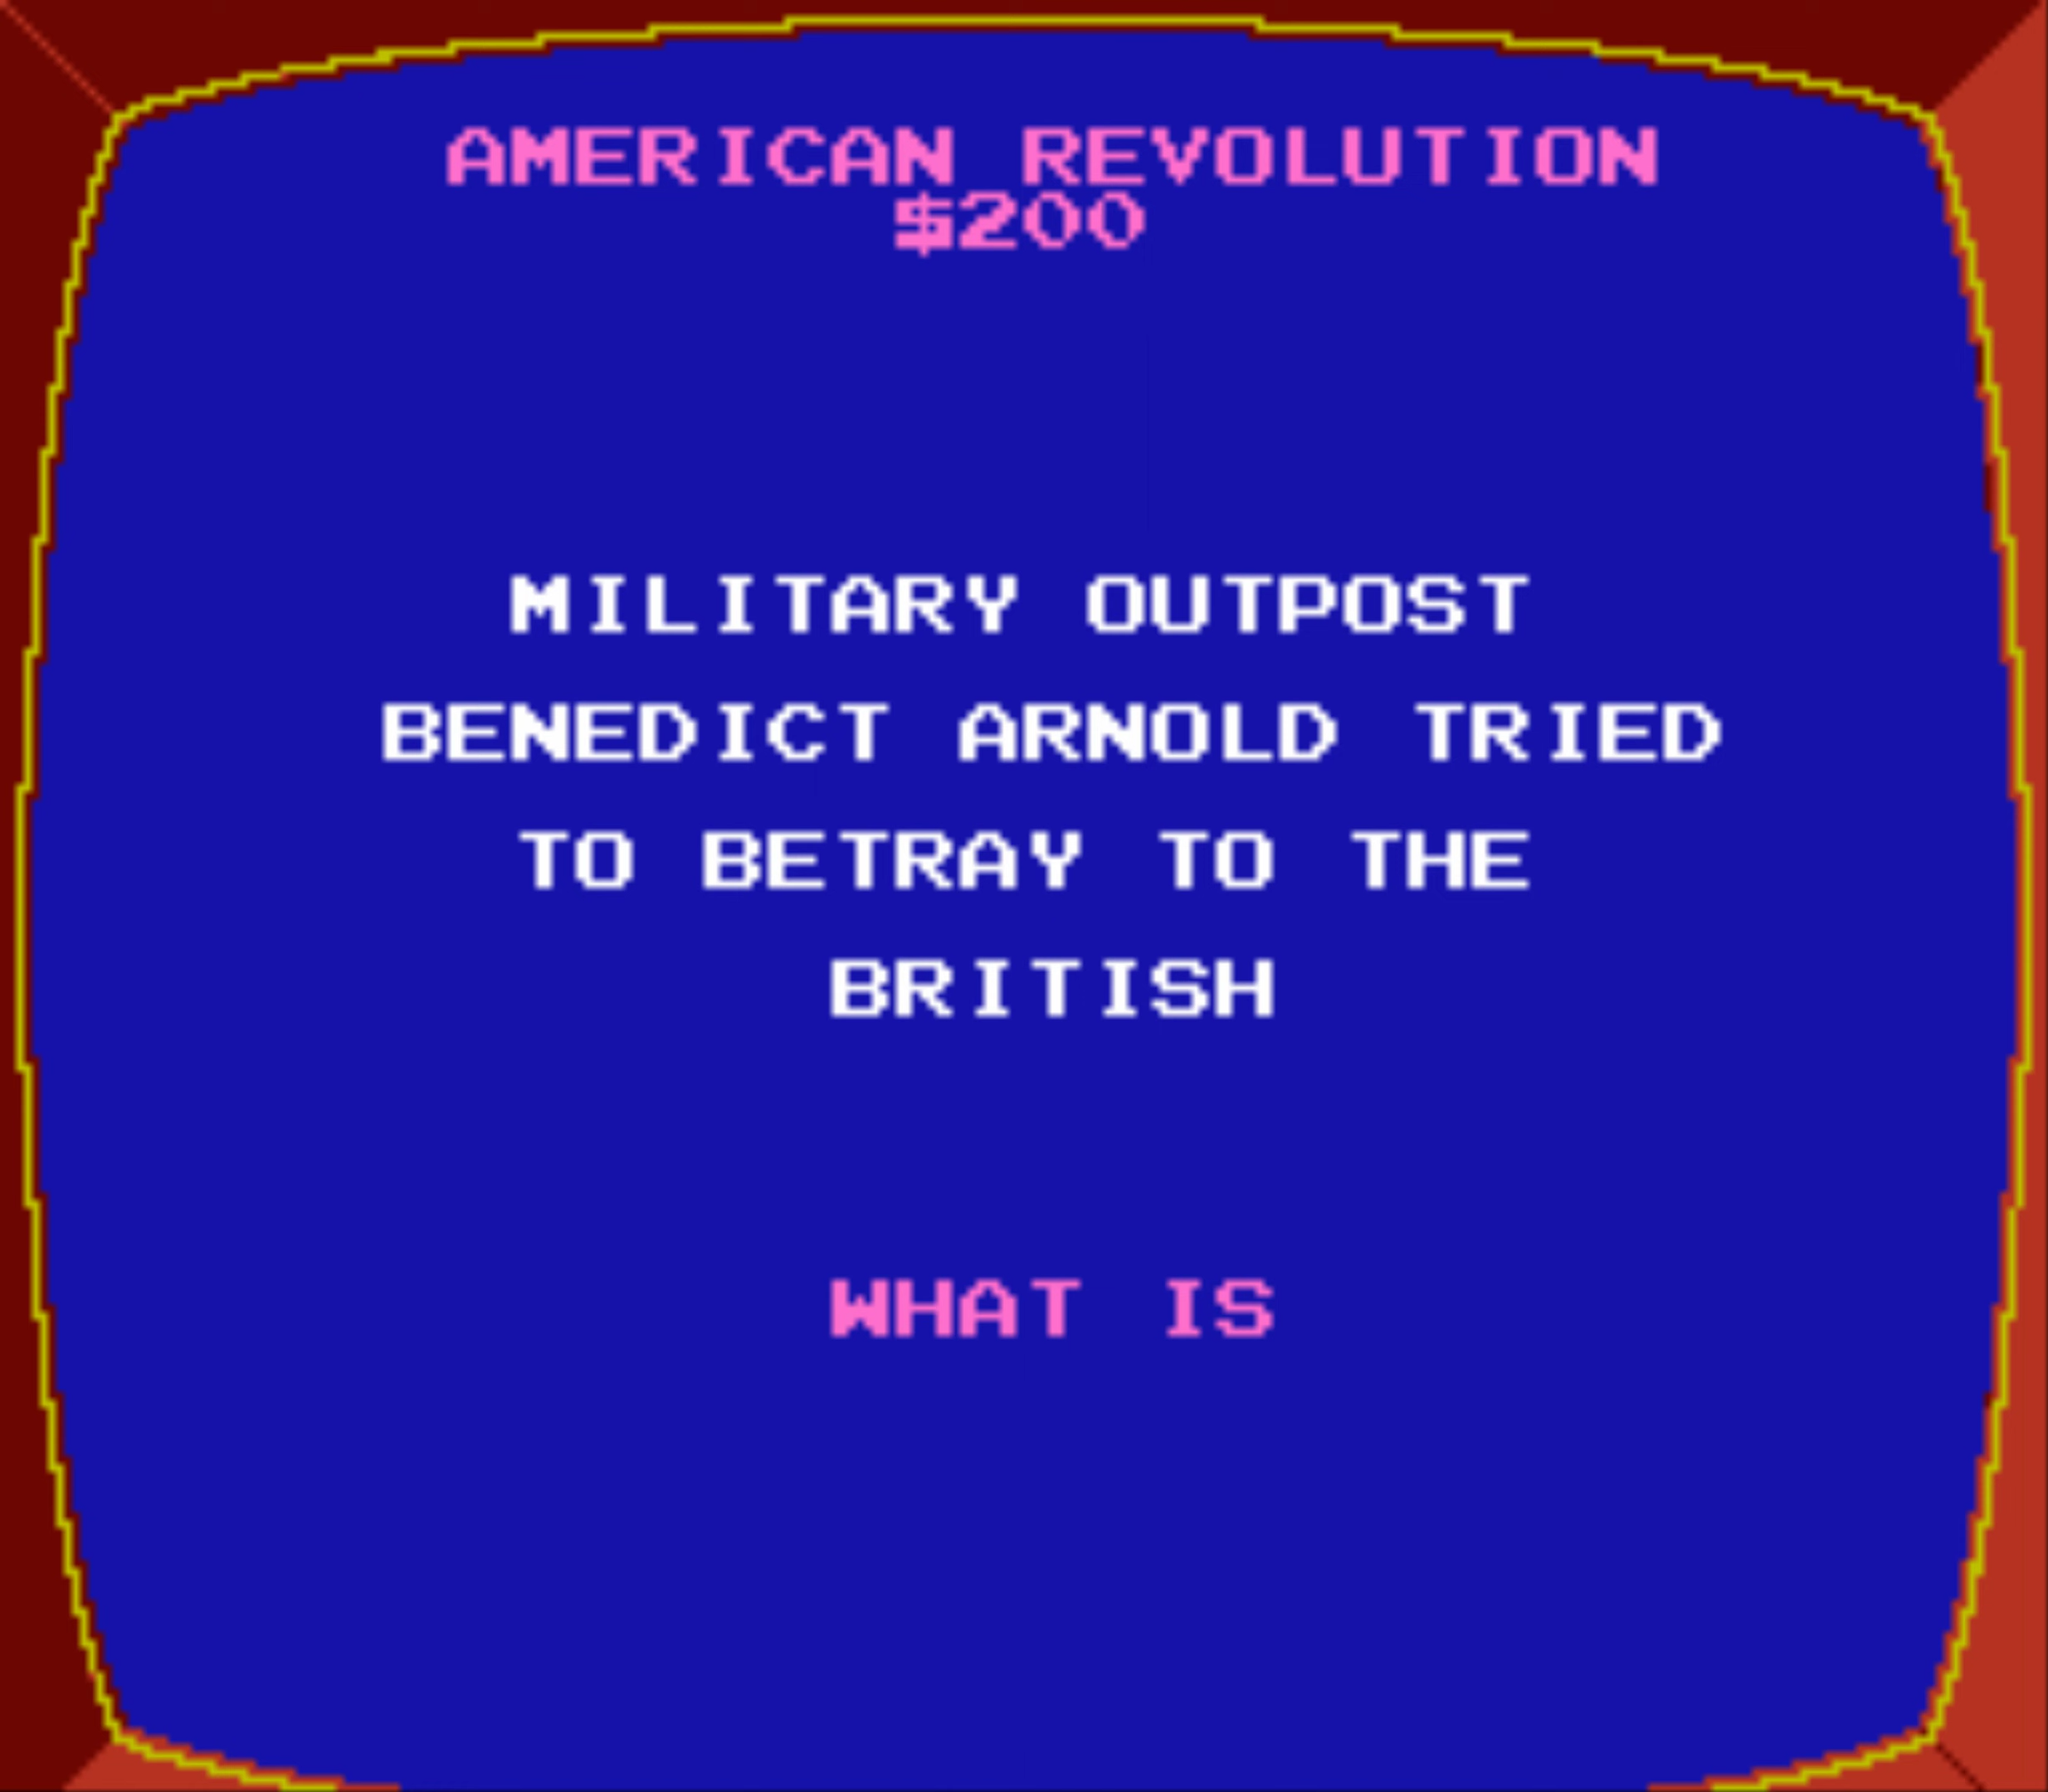 AMERICAN REVOLUTION
$200
MILITARY OUTPOST
BENEDICT ARNOLD TRIED
TO BETRAY TO THE
BRITISH
WHAT IS